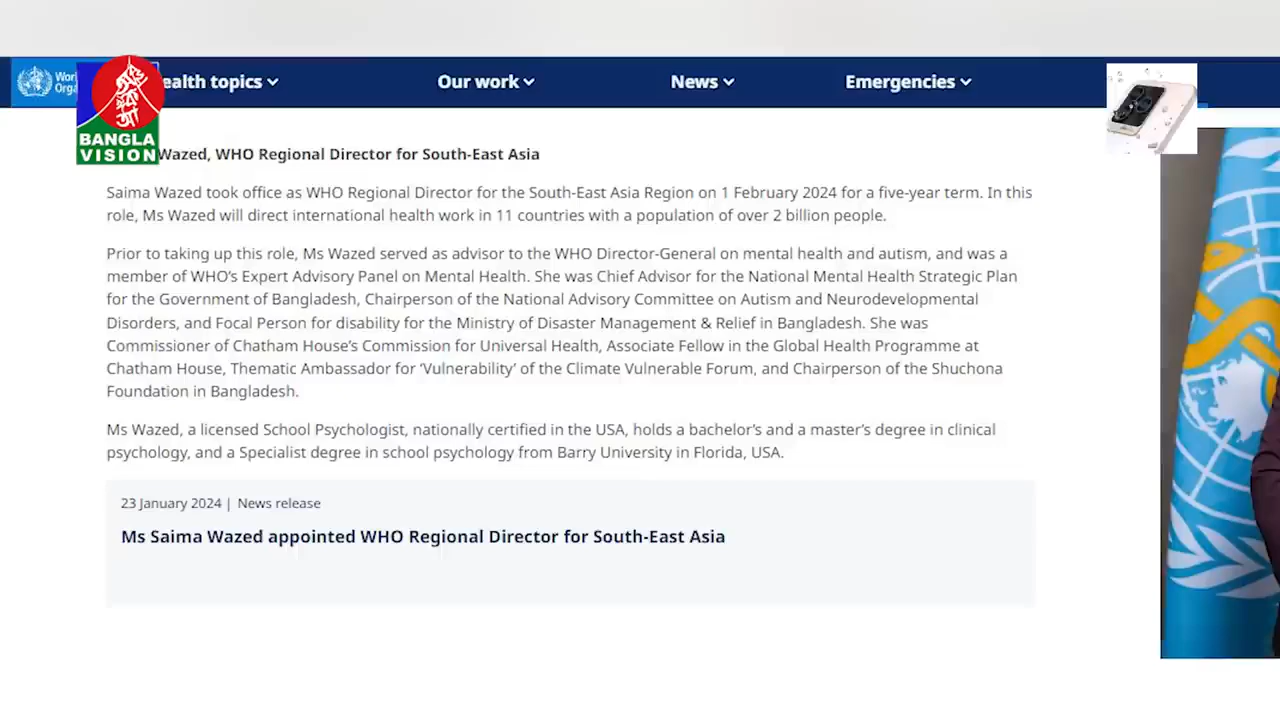 Worl
Orga
ealth topics
Our work
News
Emergencies
BANGLA
VISION
Wazed, WHO Regional Director for South-East Asia
Saima Wazed took office as WHO Regional Director for the South-East Asia Region on 1 February 2024 for a five-year term. In this
role, Ms Wazed will direct international health work in 11 countries with a population of over 2 billion people.
Prior to taking up this role, Ms Wazed served as advisor to the WHO Director-General on mental health and autism, and was a
member of WHO’s Expert Advisory Panel on Mental Health. She was Chief Advisor for the National Mental Health Strategic Plan
for the Government of Bangladesh, Chairperson of the National Advisory Committee on Autism and Neurodevelopmental
Disorders, and Focal Person for disability for the Ministry of Disaster Management & Relief in Bangladesh. She was
Commissioner of Chatham House’s Commission for Universal Health, Associate Fellow in the Global Health Programme at
Chatham House, Thematic Ambassador for ‘Vulnerability’ of the Climate Vulnerable Forum, and Chairperson of the Shuchona
Foundation in Bangladesh.
Ms Wazed, a licensed School Psychologist, nationally certified in the USA, holds a bachelor’s and a master’s degree in clinical
psychology, and a Specialist degree in school psychology from Barry University in Florida, USA.
23 January 2024 | News release
Ms Saima Wazed appointed WHO Regional Director for South-East Asia